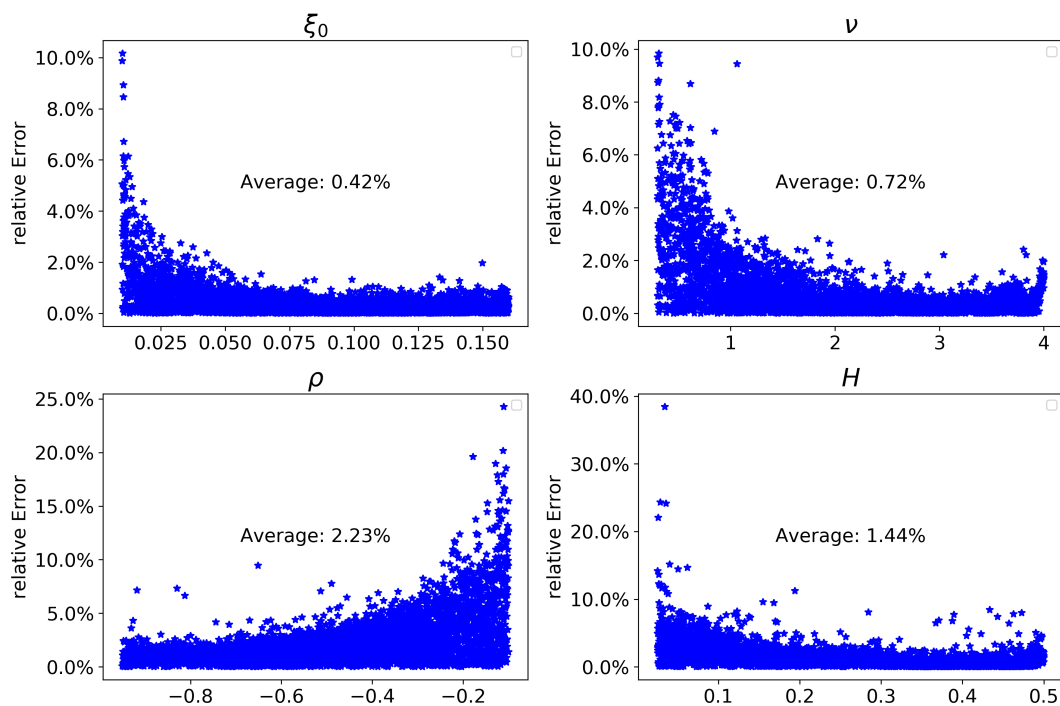 ξ₀
relative Error
10.0%
8.0%
6.0%
4.0%
2.0%
0.0%
Average: 0.42%
0.025 0.050 0.075 0.100 0.125 0.150
ν
relative Error
10.0%
8.0%
6.0%
4.0%
2.0%
0.0%
Average: 0.72%
1 2 3 4
ρ
relative Error
25.0%
20.0%
15.0%
10.0%
5.0%
0.0%
Average: 2.23%
−0.8 −0.6 −0.4 −0.2
H
relative Error
40.0%
30.0%
20.0%
10.0%
0.0%
Average: 1.44%
0.1 0.2 0.3 0.4 0.5